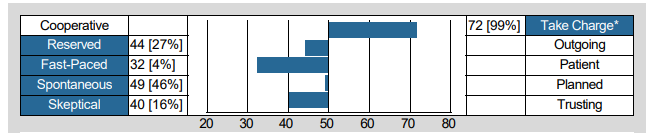 Cooperative 72 [99%] Take Charge*
Reserved 44 [27%] Outgoing
Fast-Paced 32 [4%] Patient
Spontaneous 49 [46%] Planned
Skeptical 40 [16%] Trusting
20 30 40 50 60 70 80